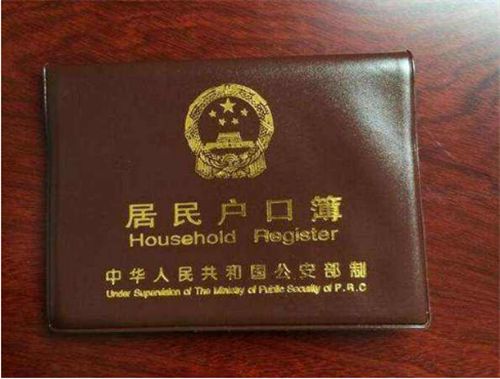 居民户口簿
Household Register
中华人民共和国公安部制
Under Supervision of The Ministry of Public Security of P.R.C